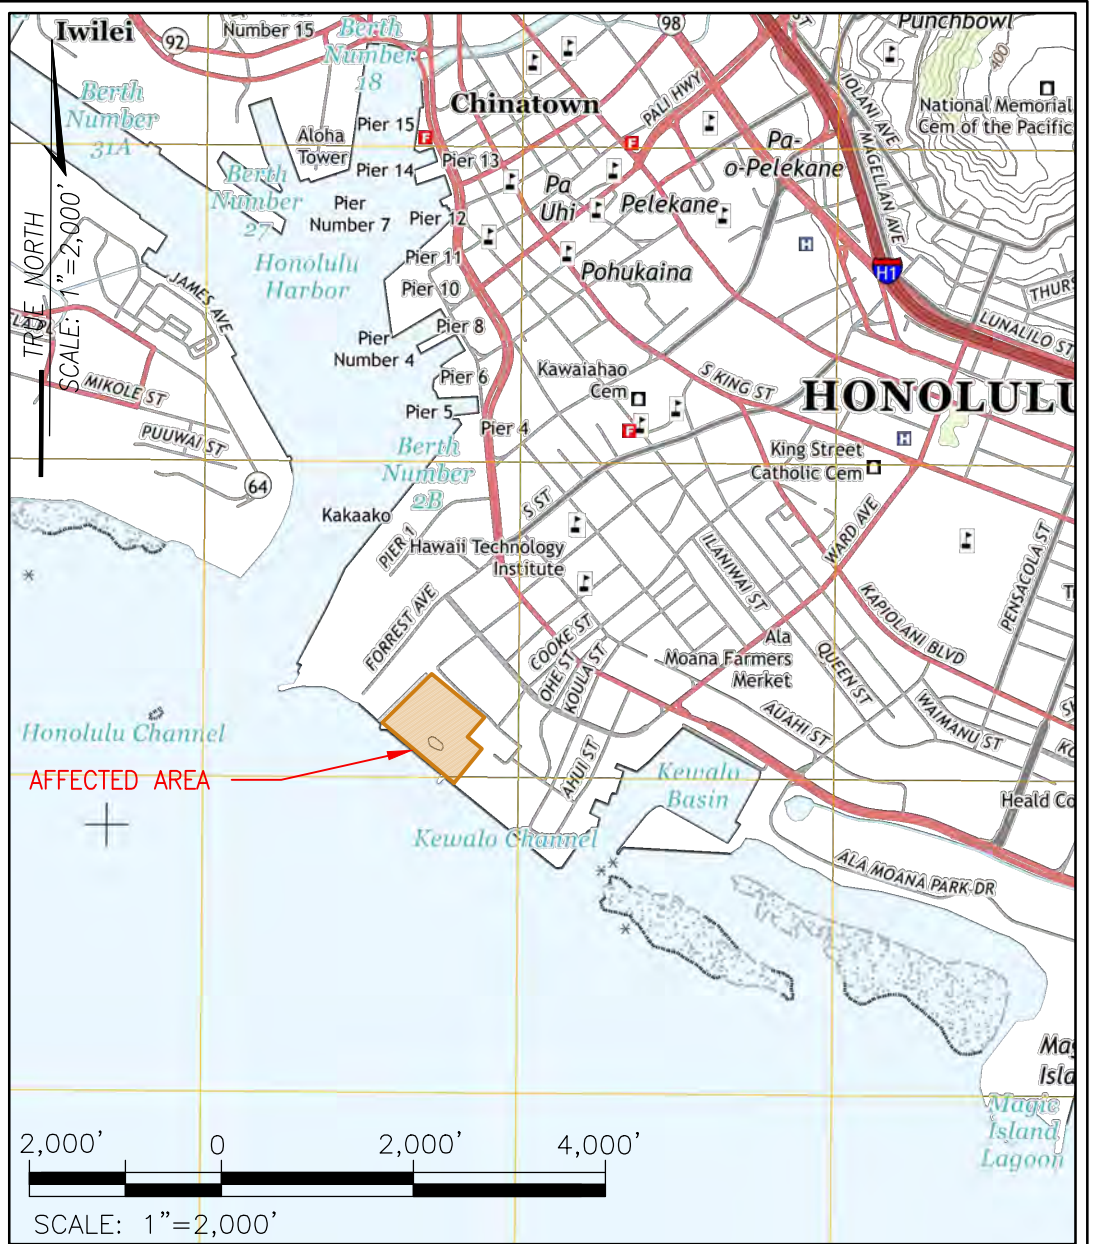 Iwilei
92
Number 15
Berth
Number
18
98
Punchbowl
400
Berth
Number
31A
Chinatown
PALI HWY
IOLANI AVE
MAGELLAN AVE
National Memorial
Cem of the Pacific
Aloha
Tower
Pier 15
F
F
Pier 14
Pier 13
Pa-
o-Pelekane
Berth
Number
27
Pier
Number 7
Pier 12
Pa
Uhi
Pelekane
H
Honolulu
Harbor
Pier 11
Pohukaina
H1
Pier 10
THURS
TRUE NORTH
SCALE: 1"=2,000'
JAMES AVE
LUNALILO ST
Pier
Number 4
Pier 8
Pier 6
Kawaiahao
Cem
S KING ST
HONOLULU
MIKOLE ST
Pier 5
Pier 4
F
H
PUUWAI ST
Berth
Number
2B
King Street
Catholic Cem
64
Kakaako
PIER 1
S ST
Hawaii Technology
Institute
ILANIWAI ST
WARD AVE
PENSACOLA ST
FORREST AVE
COOKE ST
OHE ST
KOULA ST
KAPIOLANI BLVD
Ala
Moana Farmers
Merket
QUEEN ST
WAIMANU ST
AUAHI ST
Honolulu Channel
AFFECTED AREA
AHUI ST
Kewalo
Basin
Heald Co
Kewalo Channel
ALA MOANA PARK DR
Mag
Isla
Magic
Island
Lagoon
2,000' 0 2,000' 4,000'
SCALE: 1"=2,000'